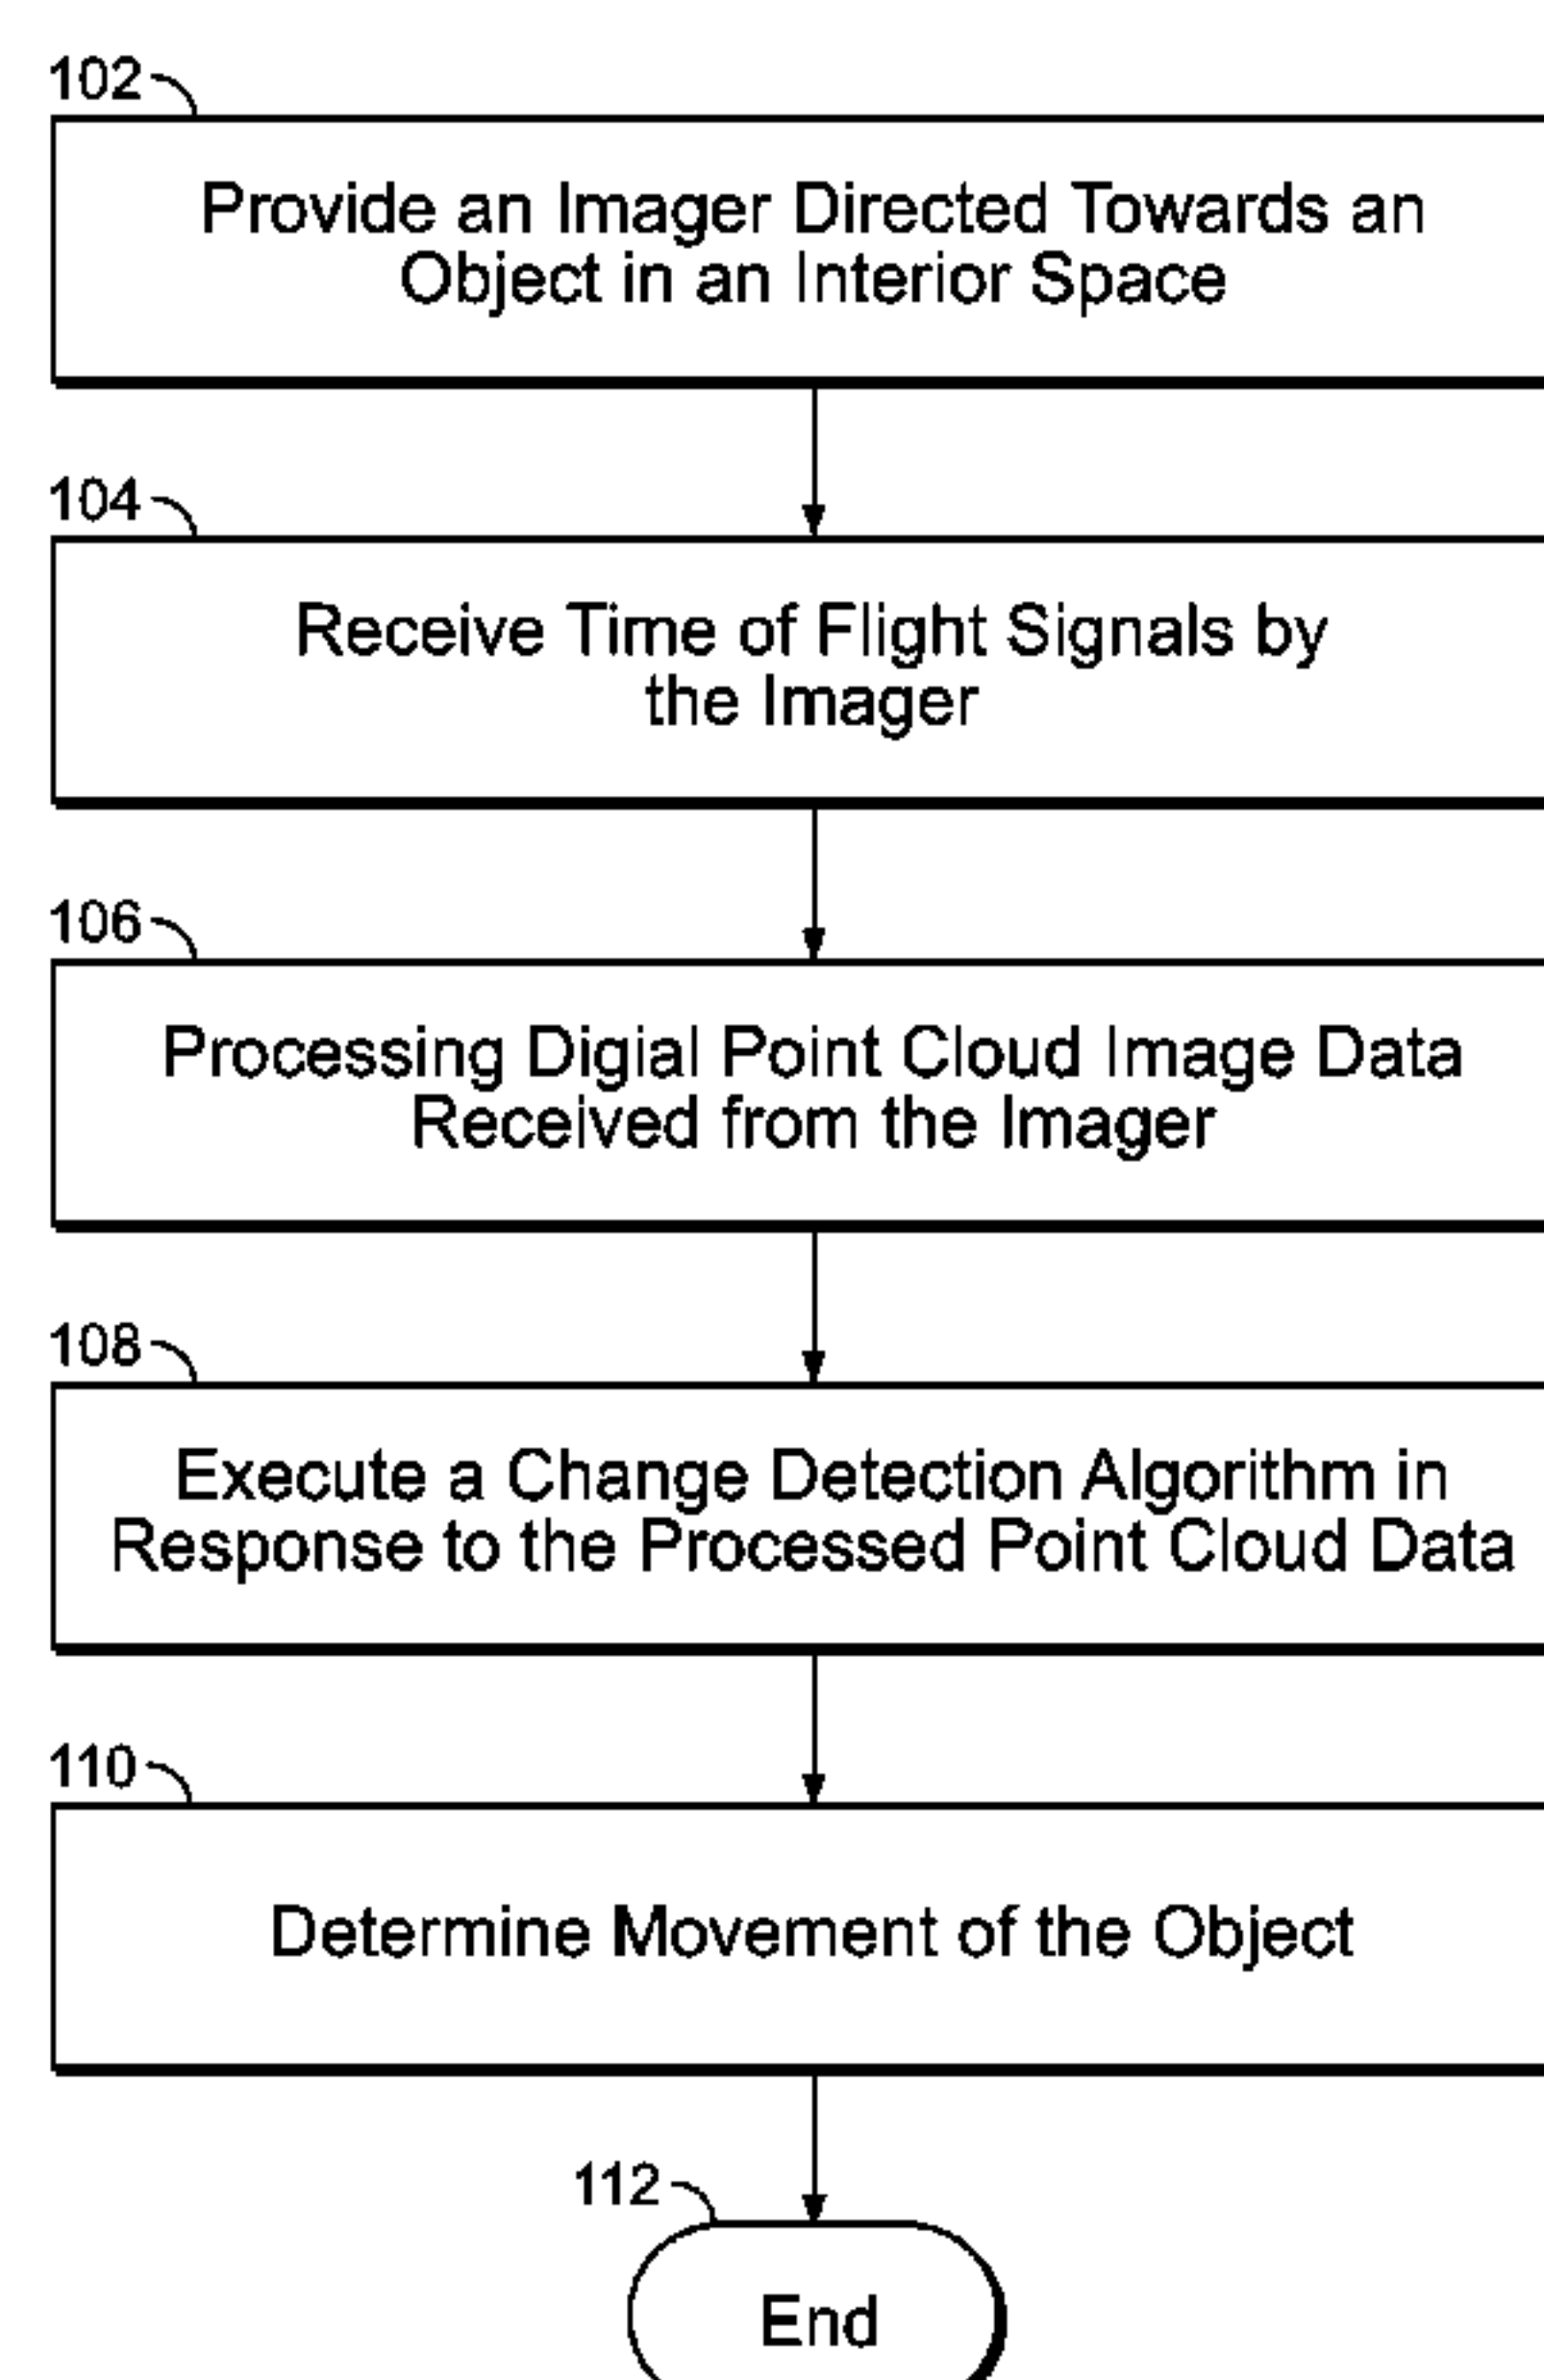 102
Provide an Imager Directed Towards an
Object in an Interior Space
104
Receive Time of Flight Signals by
the Imager
106
Processing Digial Point Cloud Image Data
Received from the Imager
108
Execute a Change Detection Algorithm in
Response to the Processed Point Cloud Data
110
Determine Movement of the Object
112
End